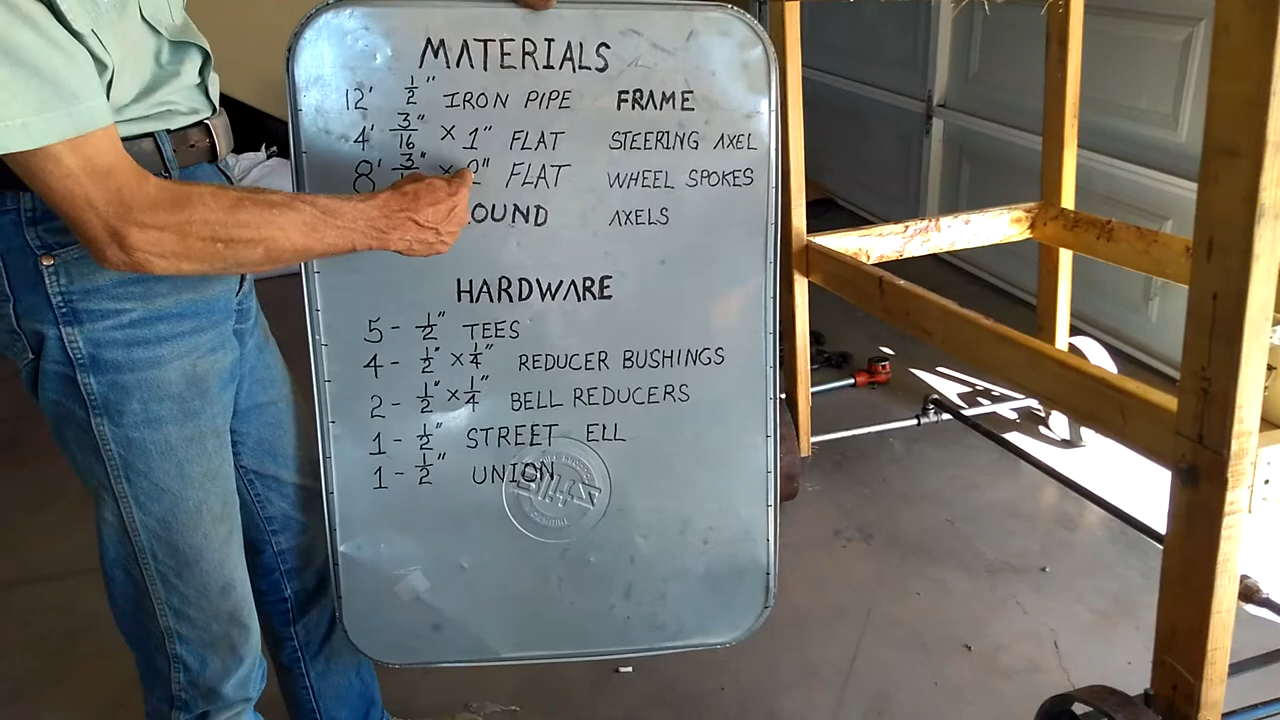 MATERIALS
12' 1/2" IRON PIPE FRAME
4' 3/16" × 1" FLAT STEERING AXEL
8' × FLAT WHEEL SPOKES
AXELS
HARDWARE
5 - 1/2" TEES
4 - 1/2" × 1/4" REDUCER BUSHINGS
2 - 1/2" × 1/4" BELL REDUCERS
1 - 1/2" STREET ELL
1 - 1/2" UNION